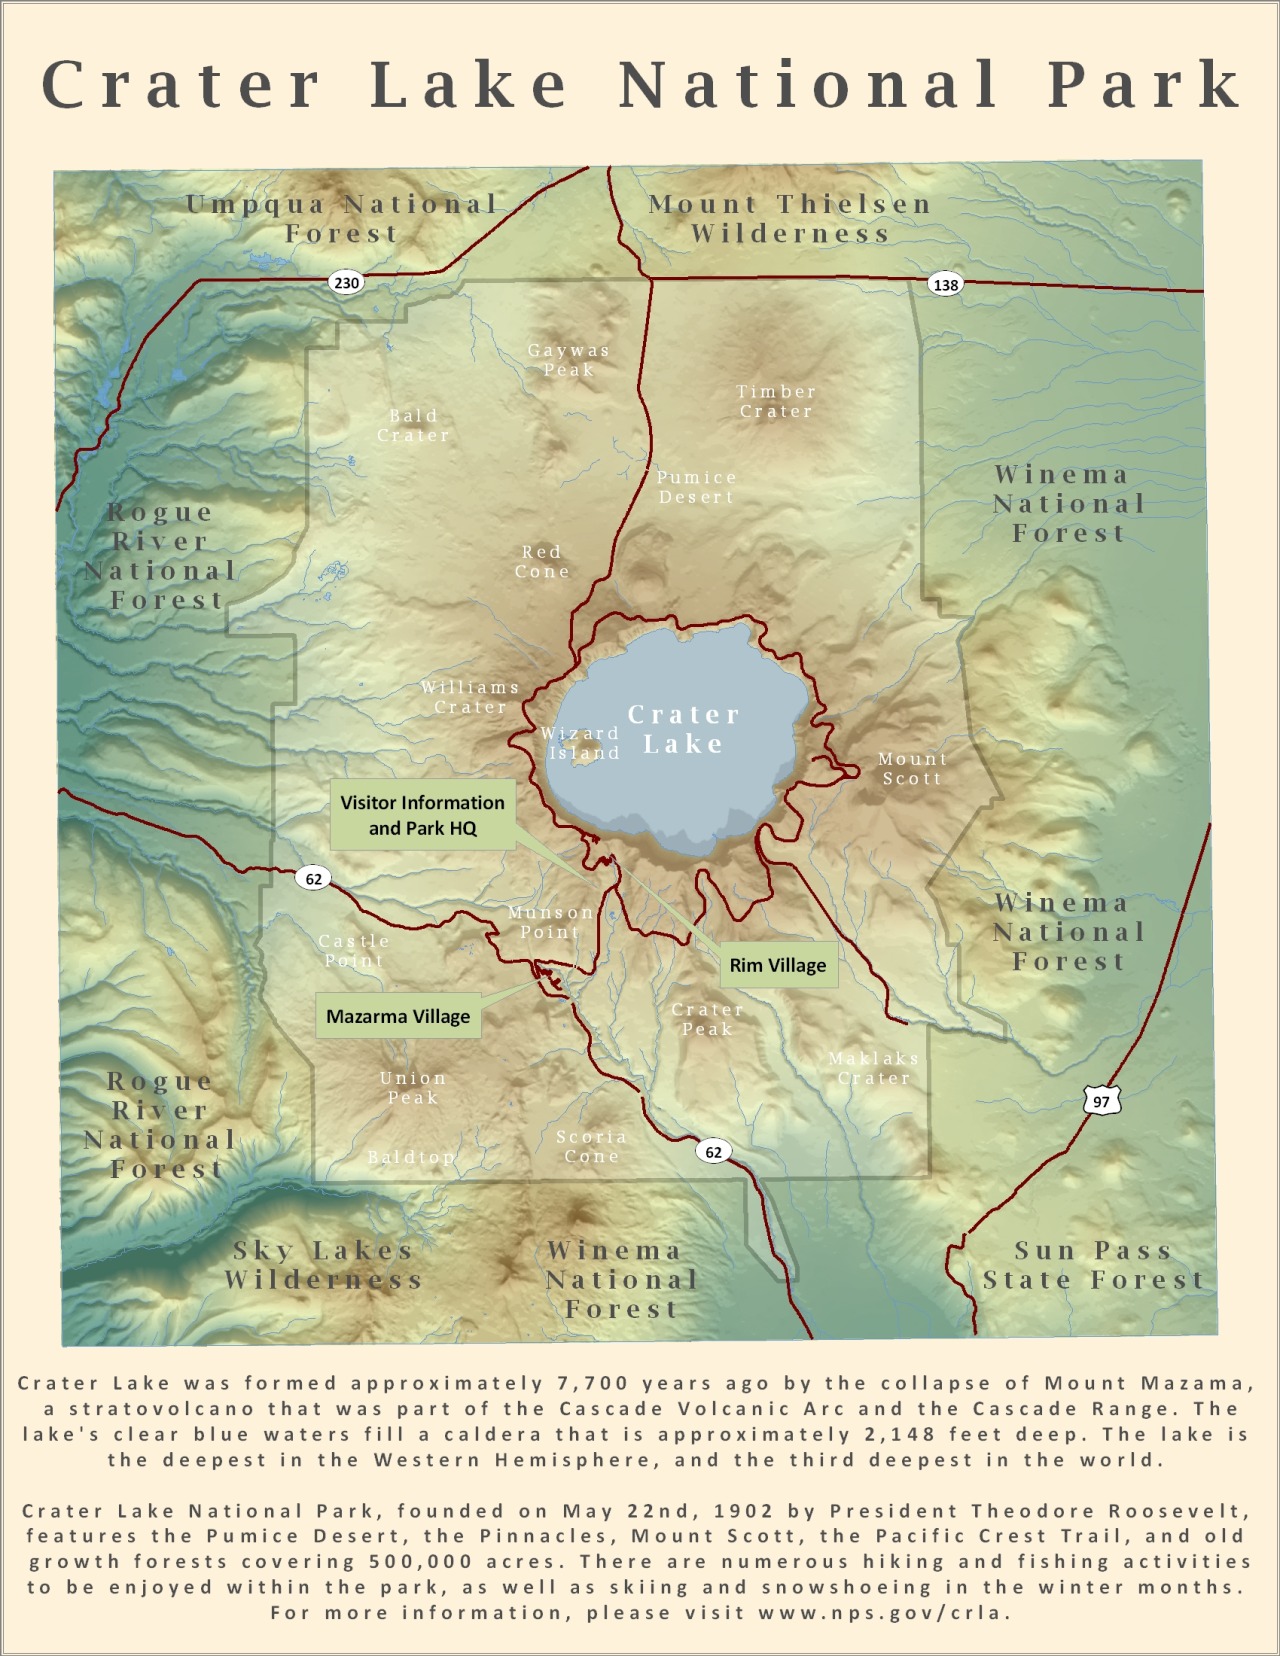 Crater Lake National Park
Umpqua National
Forest
Mount Thielsen
Wilderness
230
138
Gaywas
Peak
Timber
Crater
Bald
Crater
Pumice
Desert
Winema
National
Forest
Rogue
River
National
Forest
Red
Cone
Williams
Crater
Crater
Lake
Wizard
Island
Mount
Scott
Visitor Information
and Park HQ
62
Munson
Point
Castle
Point
Winema
National
Forest
Rim Village
Mazarma Village
Crater
Peak
Maklaks
Crater
Union
Peak
Rogue
River
National
Forest
97
Scoria
Cone
62
Baldtop
Sky Lakes
Wilderness
Winema
National
Forest
Sun Pass
State Forest
Crater Lake was formed approximately 7,700 years ago by the collapse of Mount Mazama,
a stratovolcano that was part of the Cascade Volcanic Arc and the Cascade Range. The
lake's clear blue waters fill a caldera that is approximately 2,148 feet deep. The lake is
the deepest in the Western Hemisphere, and the third deepest in the world.
Crater Lake National Park, founded on May 22nd, 1902 by President Theodore Roosevelt,
features the Pumice Desert, the Pinnacles, Mount Scott, the Pacific Crest Trail, and old
growth forests covering 500,000 acres. There are numerous hiking and fishing activities
to be enjoyed within the park, as well as skiing and snowshoeing in the winter months.
For more information, please visit www.nps.gov/crla.